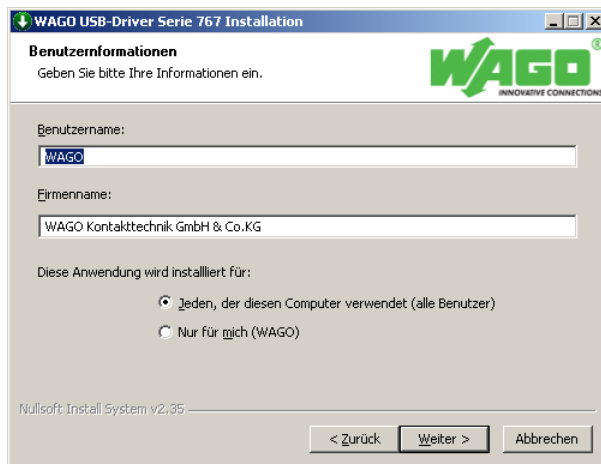 WAGO USB-Driver Serie 767 Installation
Benutzernformationen
Geben Sie bitte Ihre Informationen ein.
WAGO®
INNOVATIVE CONNECTIONS
Benutzername:
WAGO
Firmenname:
WAGO Kontakttechnik GmbH & Co.KG
Diese Anwendung wird installliert für:
Jeden, der diesen Computer verwendet (alle Benutzer)
Nur für mich (WAGO)
Nullsoft Install System v2.35
< Zurück Weiter > Abbrechen